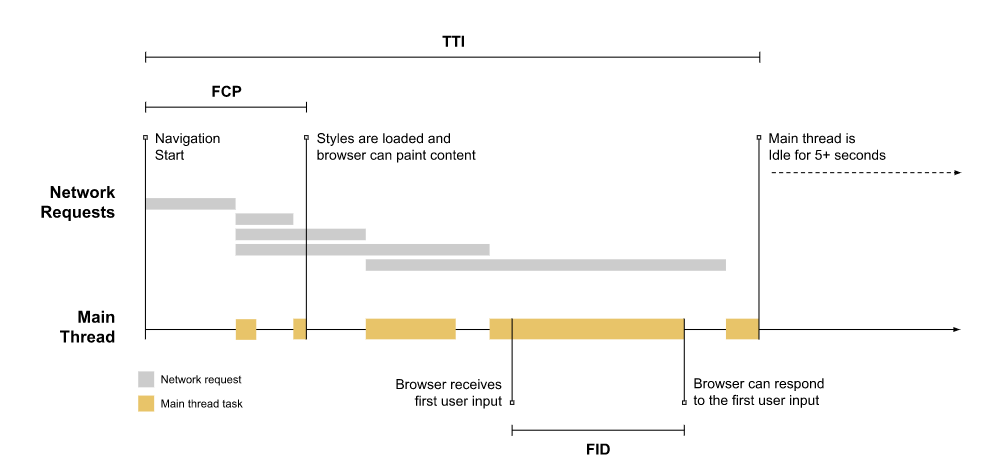 TTI
FCP
Navigation
Start
Styles are loaded and
browser can paint content
Main thread is
Idle for 5+ seconds
Network
Requests
Main
Thread
Network request
Main thread task
Browser receives
first user input
Browser can respond
to the first user input
FID